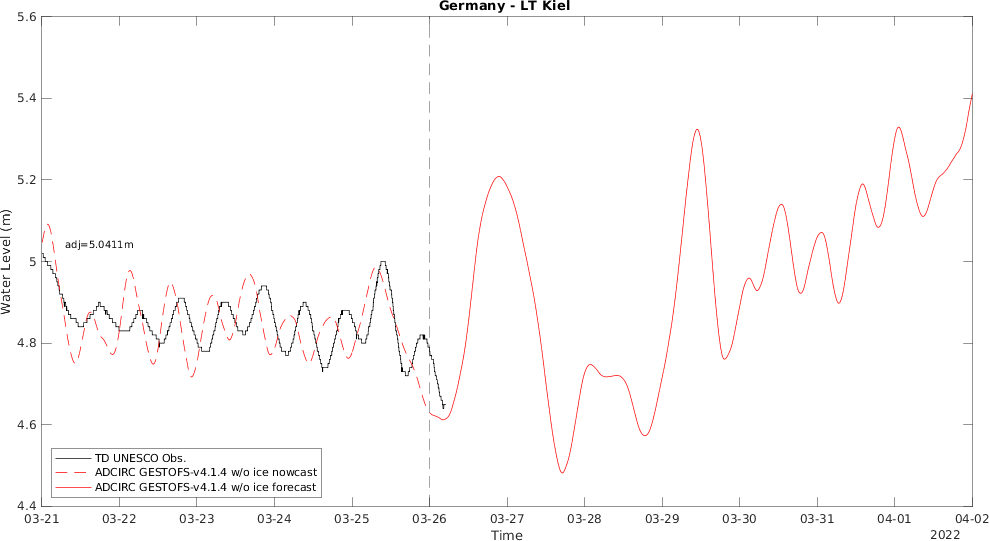 Germany - LT Kiel
Water Level (m)
5.6
5.4
5.2
5
4.8
4.6
4.4
adj=5.0411m
TD UNESCO Obs.
ADCIRC GESTOFS-v4.1.4 w/o ice nowcast
ADCIRC GESTOFS-v4.1.4 w/o ice forecast
03-21 03-22 03-23 03-24 03-25 03-26 03-27 03-28 03-29 03-30 03-31 04-01 04-02
Time
2022